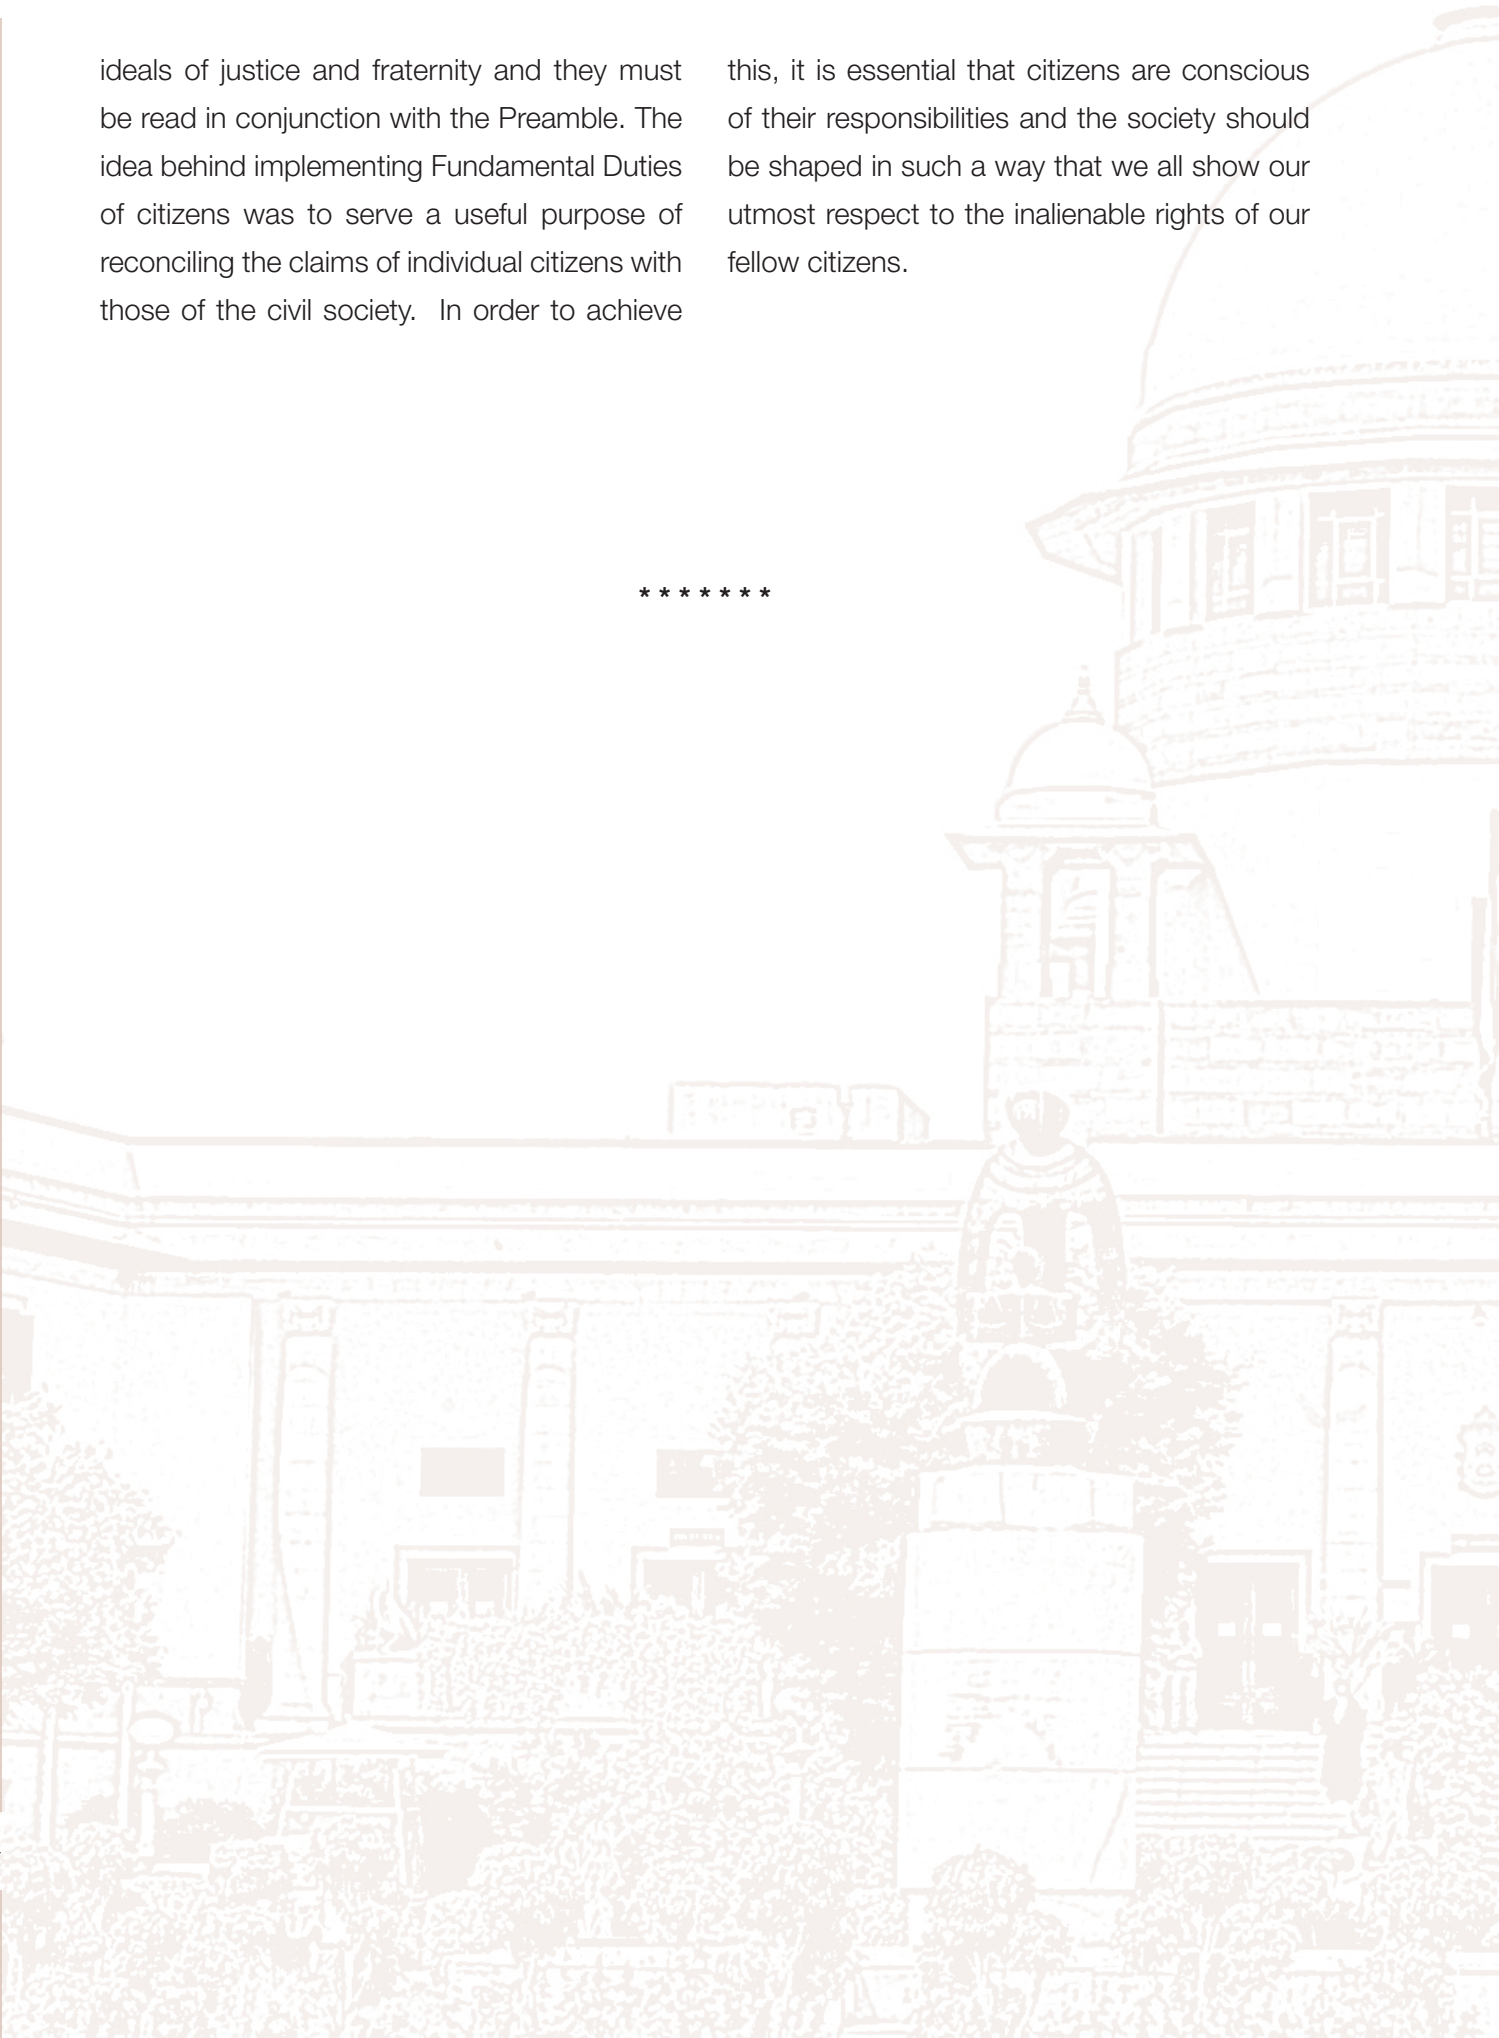 ideals of justice and fraternity and they must
be read in conjunction with the Preamble. The
idea behind implementing Fundamental Duties
of citizens was to serve a useful purpose of
reconciling the claims of individual citizens with
those of the civil society. In order to achieve
this, it is essential that citizens are conscious
of their responsibilities and the society should
be shaped in such a way that we all show our
utmost respect to the inalienable rights of our
fellow citizens.
* * * * * * *